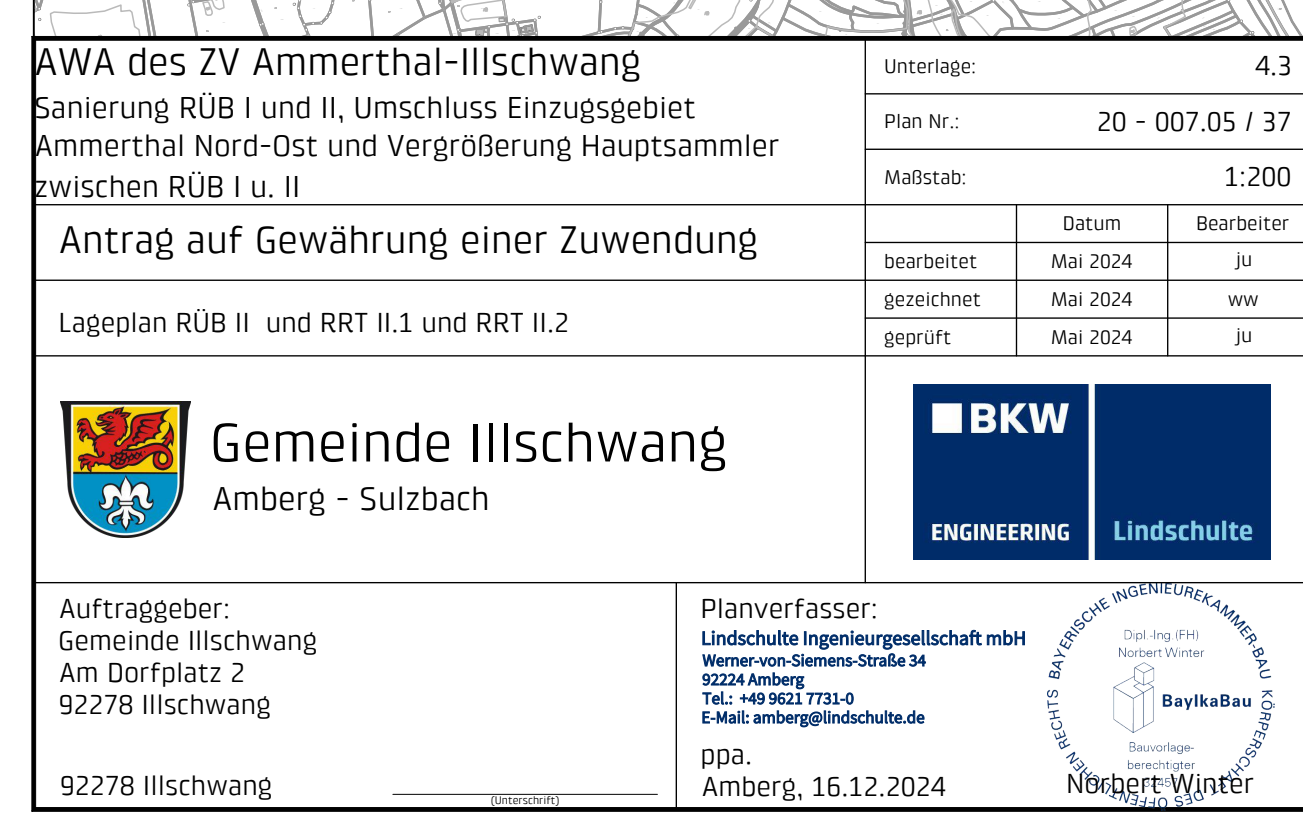 AWA des ZV Ammerthal-Illschwang
Sanierung RÜB I und II, Umschluss Einzugsgebiet
Ammerthal Nord-Ost und Vergrößerung Hauptsammler
zwischen RÜB I u. II
Unterlage: 4.3
Plan Nr.: 20 - 007.05 / 37
Maßstab: 1:200
Antrag auf Gewährung einer Zuwendung
Lageplan RÜB II und RRT II.1 und RRT II.2
Datum Bearbeiter
bearbeitet Mai 2024 ju
gezeichnet Mai 2024 ww
geprüft Mai 2024 ju
Gemeinde Illschwang
Amberg - Sulzbach
BKW
ENGINEERING Lindschulte
Auftraggeber:
Gemeinde Illschwang
Am Dorfplatz 2
92278 Illschwang
92278 Illschwang
(Unterschrift)
Planverfasser:
Lindschulte Ingenieurgesellschaft mbH
Werner-von-Siemens-Straße 34
92224 Amberg
Tel.: +49 9621 7731-0
E-Mail: amberg@lindschulte.de
ppa.
Amberg, 16.12.2024
Norbert Winter
BAYERISCHE INGENIEUREKAMMER-BAU KÖRPERSCHAFT DES ÖFFENTLICHEN RECHTS
Dipl.-Ing.(FH)
Norbert Winter
BayIkaBau
Bauvorlage-
berechtigter